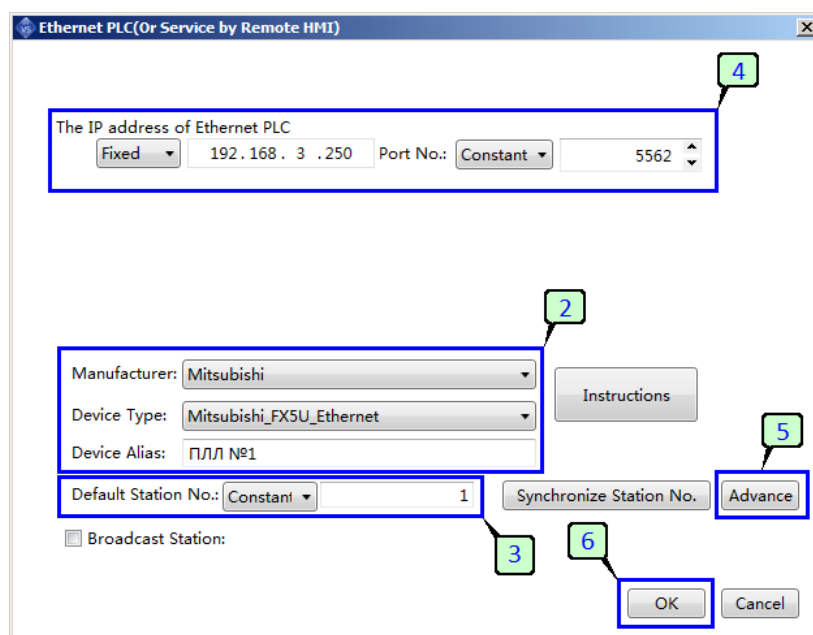 Ethernet PLC(Or Service by Remote HMI)
4
The IP address of Ethernet PLC
Fixed 192.168. 3 .250 Port No.: Constant 5562
2
Manufacturer: Mitsubishi
Instructions
Device Type: Mitsubishi_FX5U_Ethernet
5
Device Alias: ПЛЛ №1
Default Station No.: Constant 1 Synchronize Station No. Advance
Broadcast Station:
3
6
OK Cancel